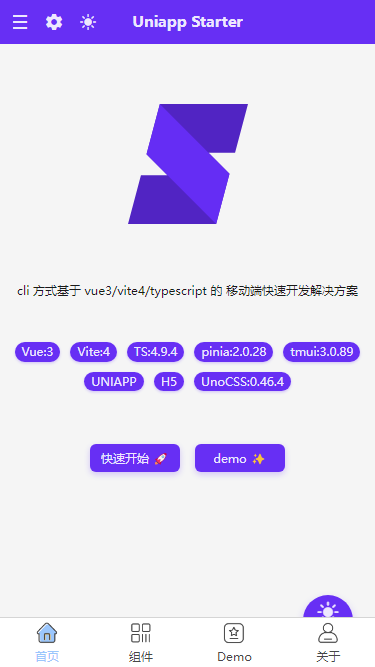 Uniapp Starter
cli 方式基于 vue3/vite4/typescript 的 移动端快速开发解决方案
Vue:3 Vite:4 TS:4.9.4 pinia:2.0.28 tmui:3.0.89
UNIAPP H5 UnoCSS:0.46.4
快速开始 🚀 demo ✨
首页 组件 Demo 关于